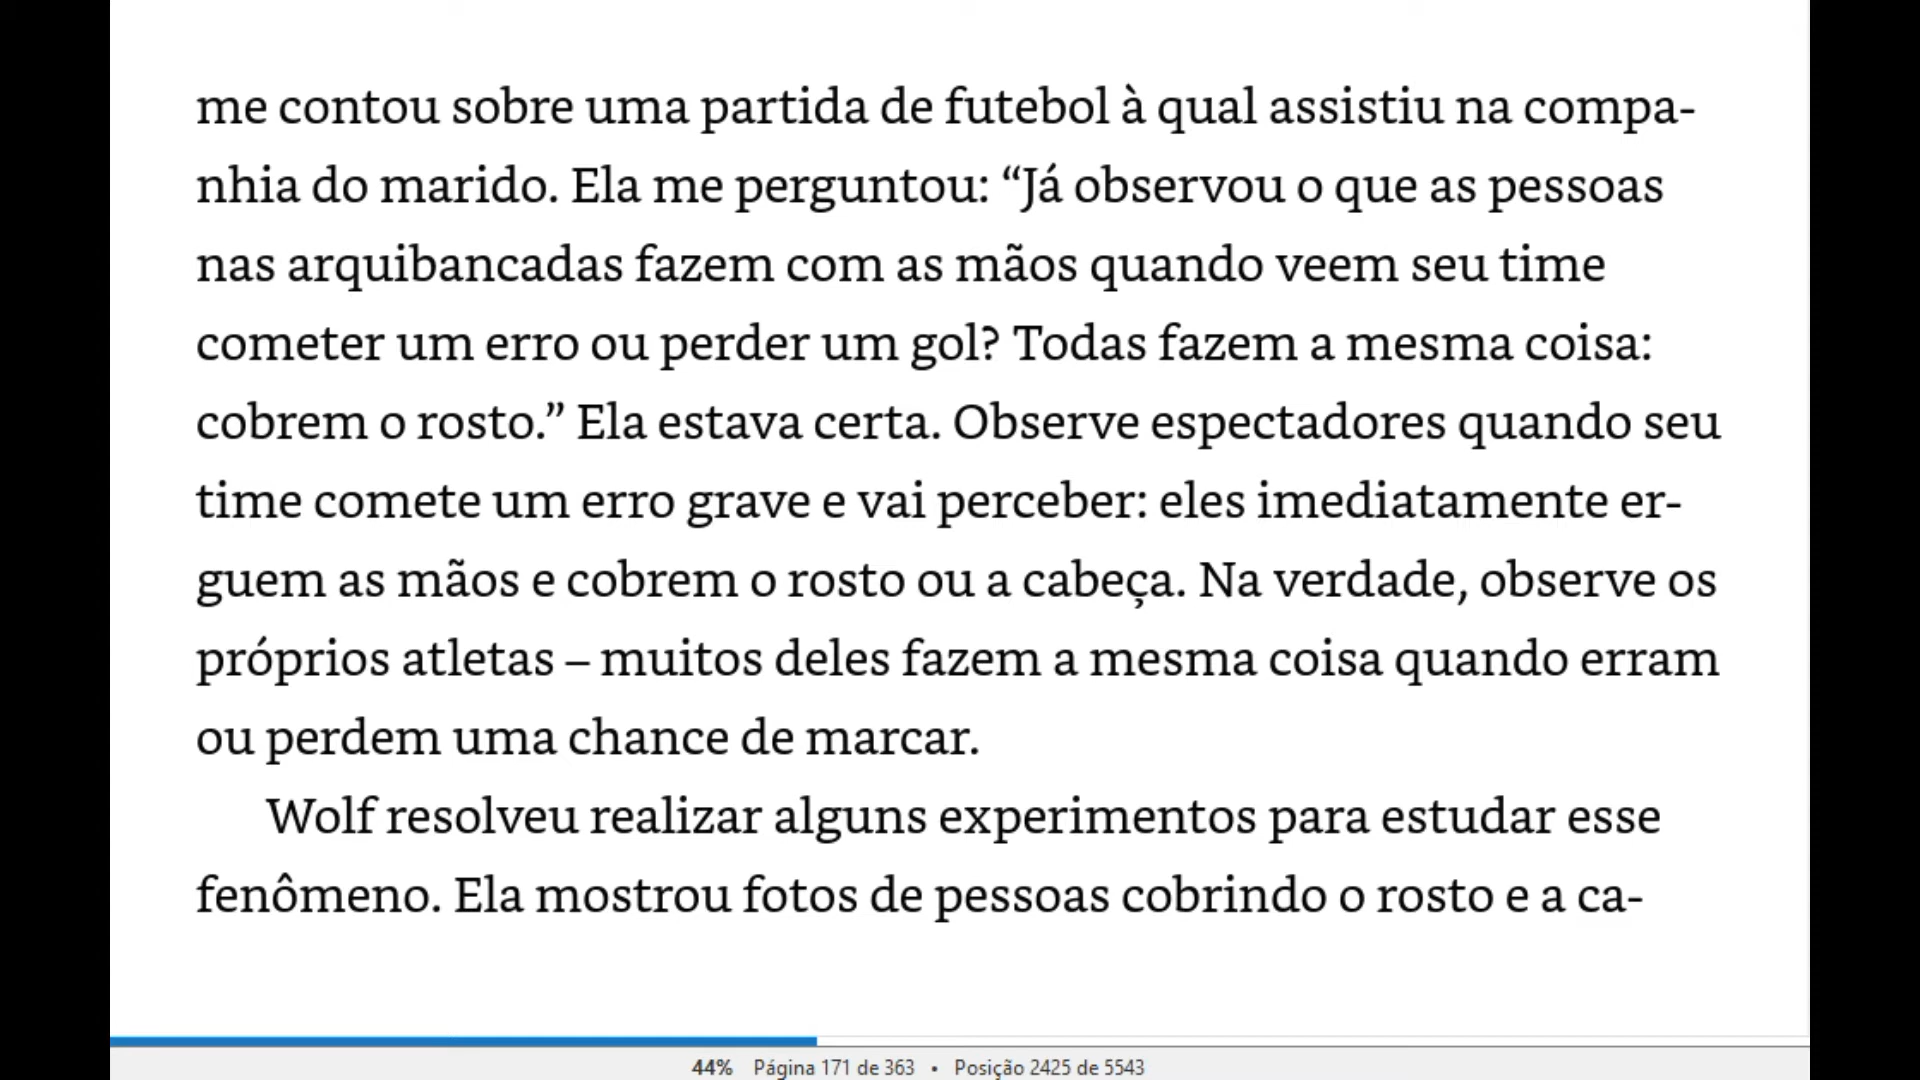 me contou sobre uma partida de futebol à qual assistiu na compa-
nhia do marido. Ela me perguntou: “Já observou o que as pessoas
nas arquibancadas fazem com as mãos quando veem seu time
cometer um erro ou perder um gol? Todas fazem a mesma coisa:
cobrem o rosto.” Ela estava certa. Observe espectadores quando seu
time comete um erro grave e vai perceber: eles imediatamente er-
guem as mãos e cobrem o rosto ou a cabeça. Na verdade, observe os
próprios atletas – muitos deles fazem a mesma coisa quando erram
ou perdem uma chance de marcar.
Wolf resolveu realizar alguns experimentos para estudar esse
fenômeno. Ela mostrou fotos de pessoas cobrindo o rosto e a ca-
44% Página 171 de 363 • Posição 2425 de 5543